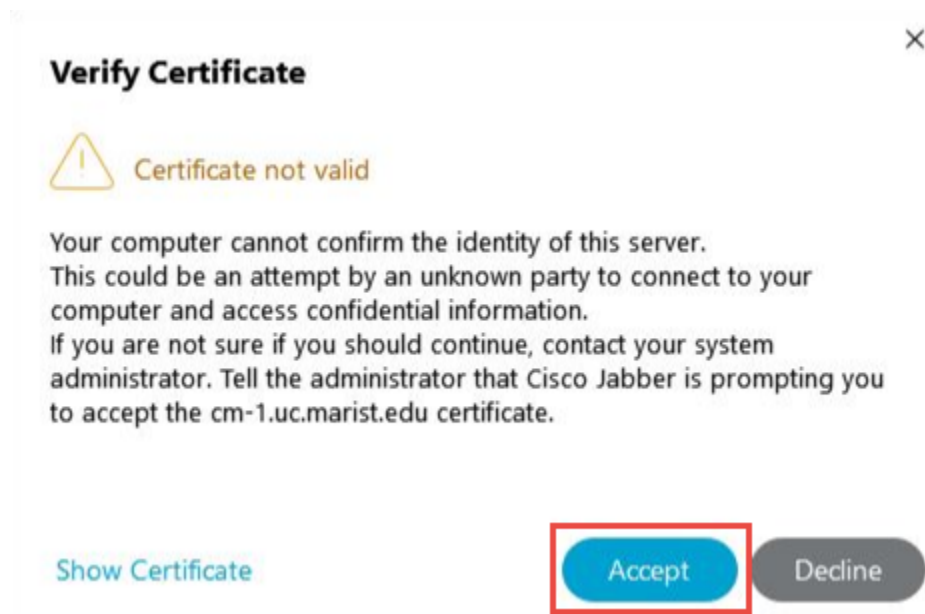 Verify Certificate
Certificate not valid
Your computer cannot confirm the identity of this server.
This could be an attempt by an unknown party to connect to your
computer and access confidential information.
If you are not sure if you should continue, contact your system
administrator. Tell the administrator that Cisco Jabber is prompting you
to accept the cm-1.uc.marist.edu certificate.
Show Certificate
Accept
Decline